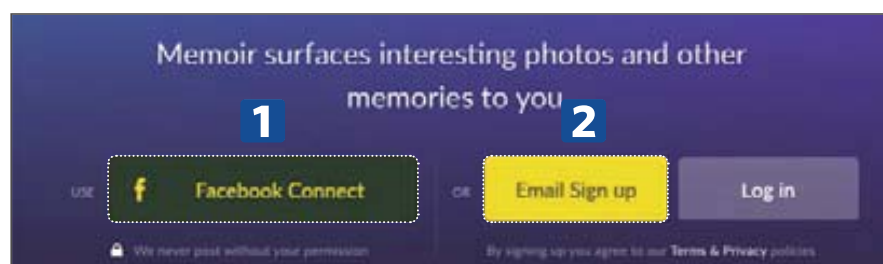 Memoir surfaces interesting photos and other
memories to you
1
2
USE
f Facebook Connect
OR
Email Sign up
Log in
We never post without your permission
By signing up you agree to our Terms & Privacy policies